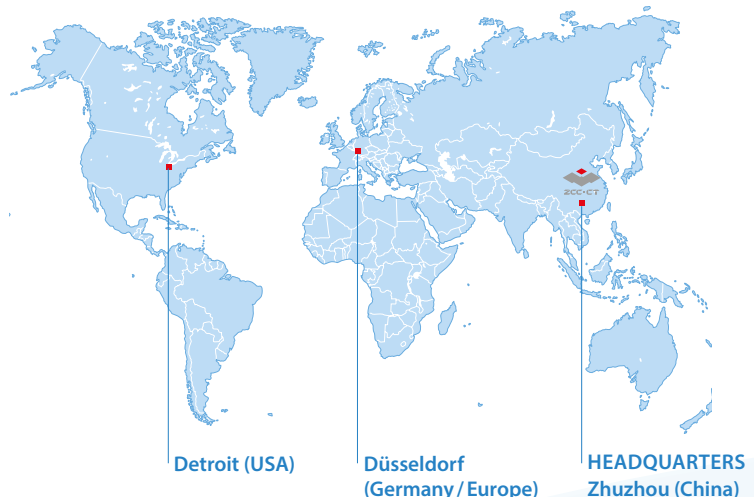 ZCC·CT
Detroit (USA)
Düsseldorf
(Germany / Europe)
HEADQUARTERS
Zhuzhou (China)